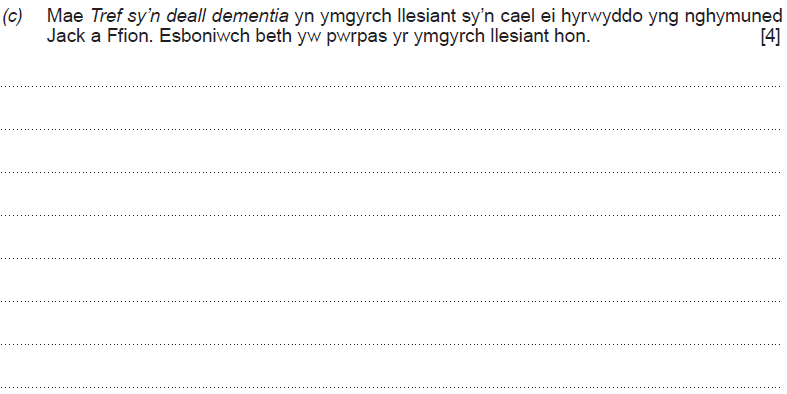 (c) Mae Tref sy'n deall dementia yn ymgyrch llesiant sy'n cael ei hyrwyddo yng nghymuned
Jack a Ffion. Esboniwch beth yw pwrpas yr ymgyrch llesiant hon. [4]